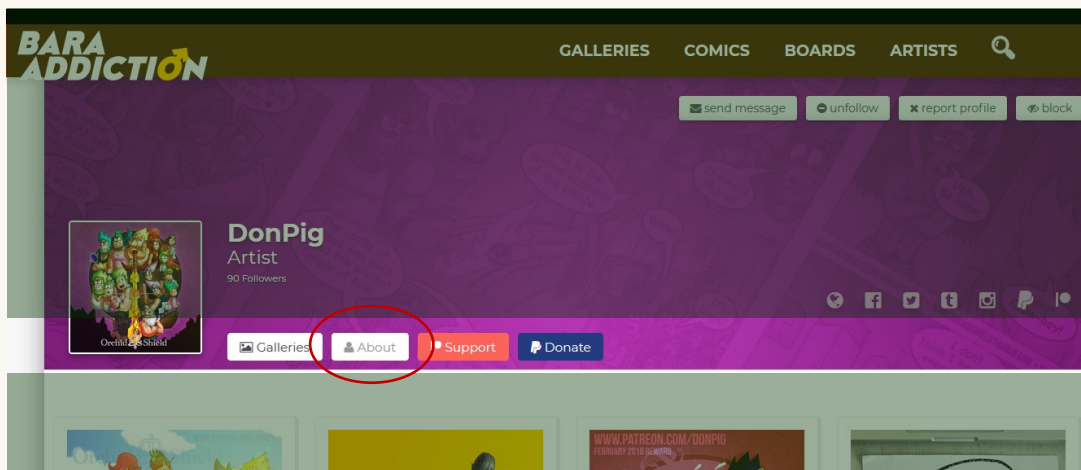 BARA
ADDICTION
GALLERIES COMICS BOARDS ARTISTS
send message unfollow report profile block
DonPig
Artist
90 Followers
Orchid Shield
Galleries About Support Donate
WWW.PATREON.COM/DONPIG
FEBRUARY 2018 REWARD